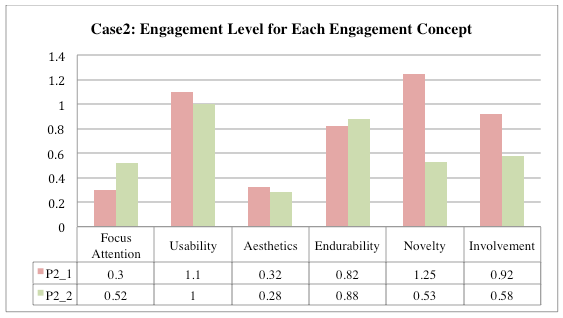 Case2: Engagement Level for Each Engagement Concept
1.4
1.2
1
0.8
0.6
0.4
0.2
0
Focus Attention Usability Aesthetics Endurability Novelty Involvement
P2_1 0.3 1.1 0.32 0.82 1.25 0.92
P2_2 0.52 1 0.28 0.88 0.53 0.58